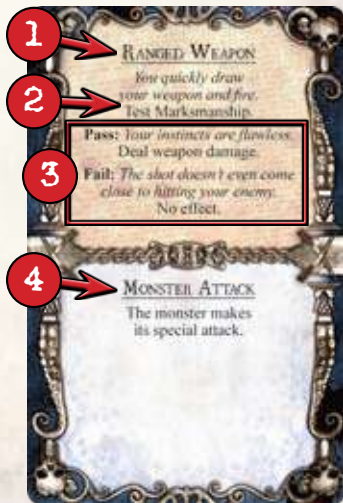 1
RANGED WEAPON
You quickly draw
your weapon and fire.
2
Test Marksmanship.
3
Pass: Your instincts are flawless.
Deal weapon damage.
Fail: The shot doesn't even come
close to hitting your enemy.
No effect.
4
MONSTER ATTACK
The monster makes
its special attack.